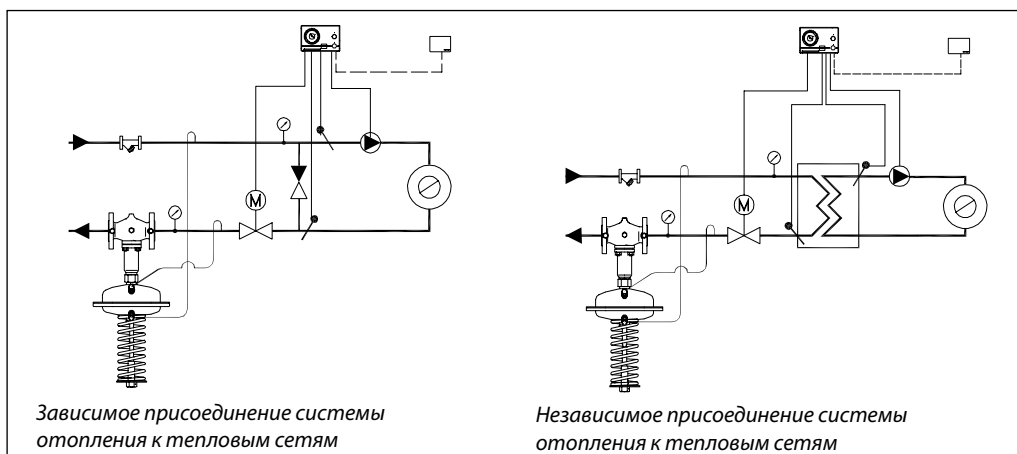 M
M
Зависимое присоединение системы
отопления к тепловым сетям
Независимое присоединение системы
отопления к тепловым сетям